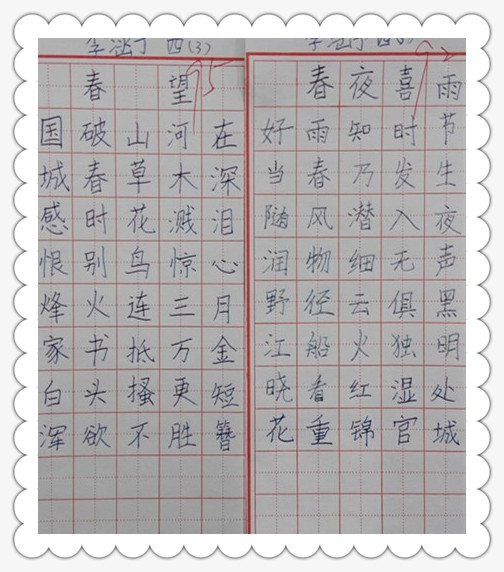 四(3)
95
春望
国破山河在
城春草木深
感时花溅泪
恨别鸟惊心
烽火连三月
家书抵万金
白头搔更短
浑欲不胜簪
92
春夜喜雨
好雨知时节
当春乃发生
随风潜入夜
润物细无声
野径云俱黑
江船火独明
晓看红湿处
花重锦官城